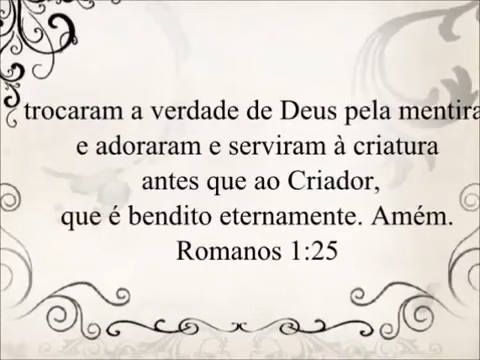 trocaram a verdade de Deus pela mentira
e adoraram e serviram à criatura
antes que ao Criador,
que é bendito eternamente. Amém.
Romanos 1:25